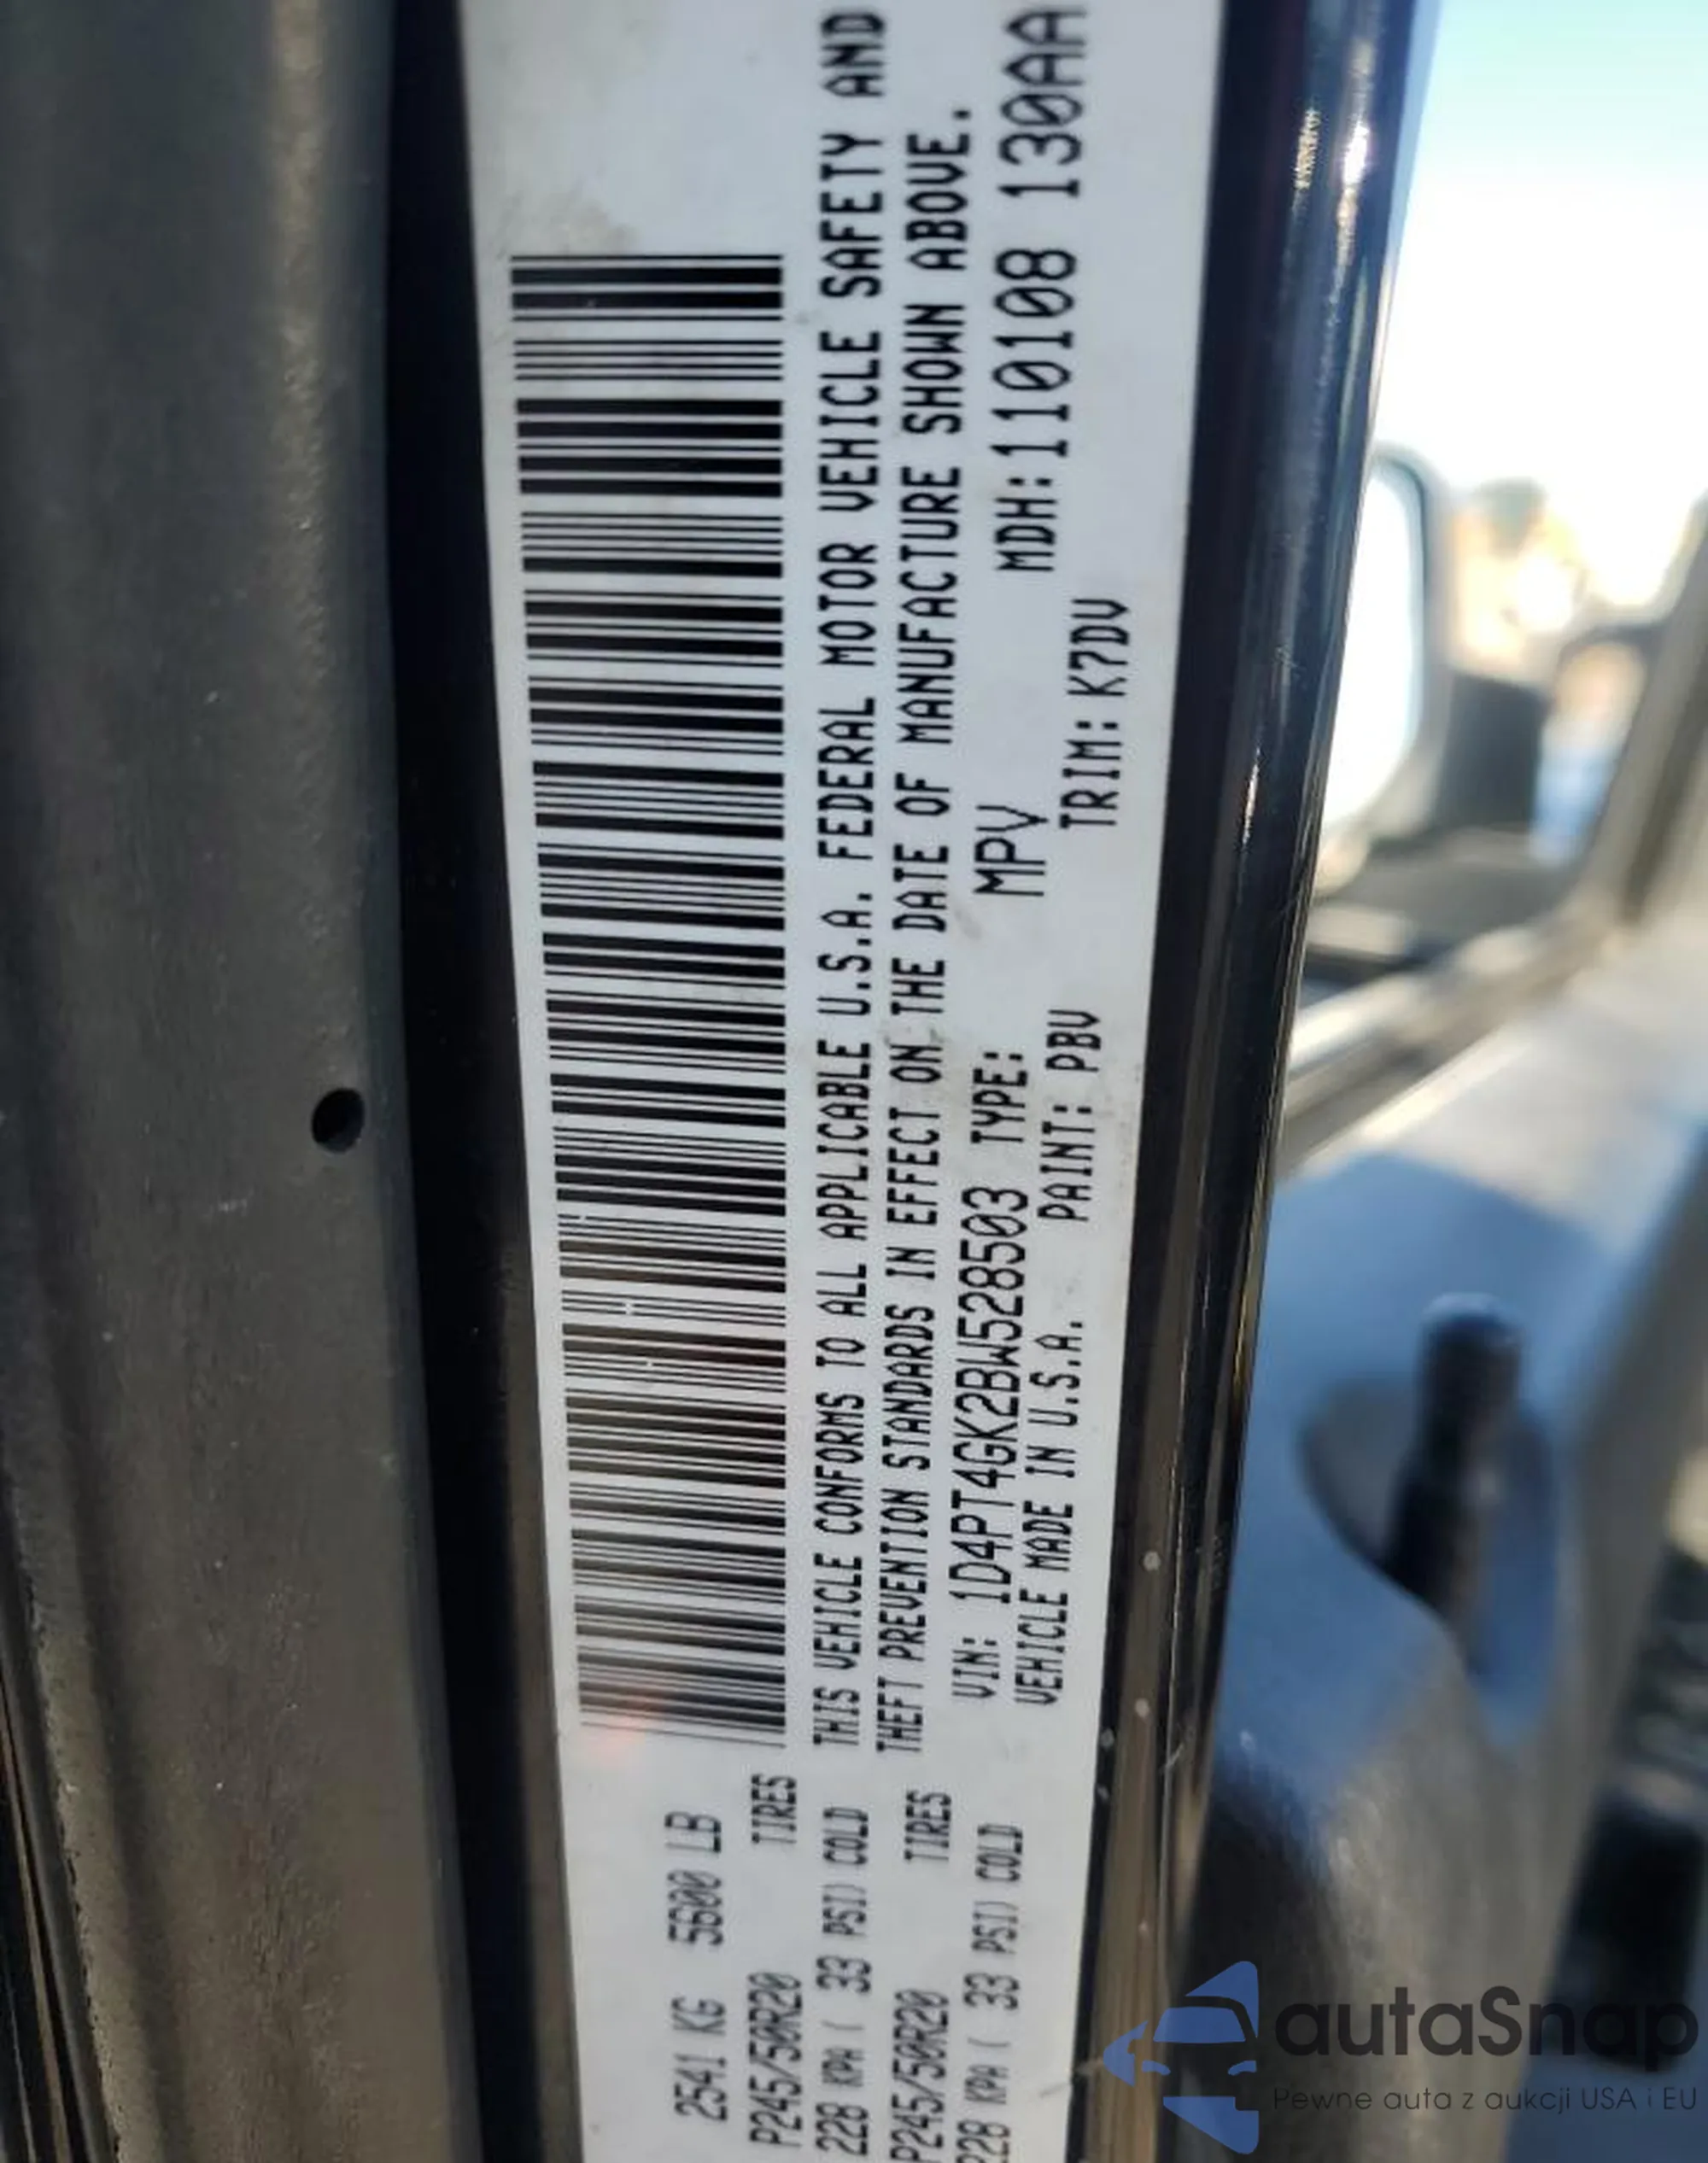 2541 KG 5600 LB
P245/50R20 TIRES
228 KPA ( 33 PSI) COLD
P245/50R20 TIRES
228 KPA ( 33 PSI) COLD
THIS VEHICLE CONFORMS TO ALL APPLICABLE U.S.A. FEDERAL MOTOR VEHICLE SAFETY AND
THEFT PREVENTION STANDARDS IN EFFECT ON THE DATE OF MANUFACTURE SHOWN ABOVE.
VIN: 1D4PT4GK2BW528503 TYPE: MPV MDH:110108 130AA
VEHICLE MADE IN U.S.A. PAINT: PBV TRIM: K7DV
autaSnap
Pewne auta z aukcji USA i EU